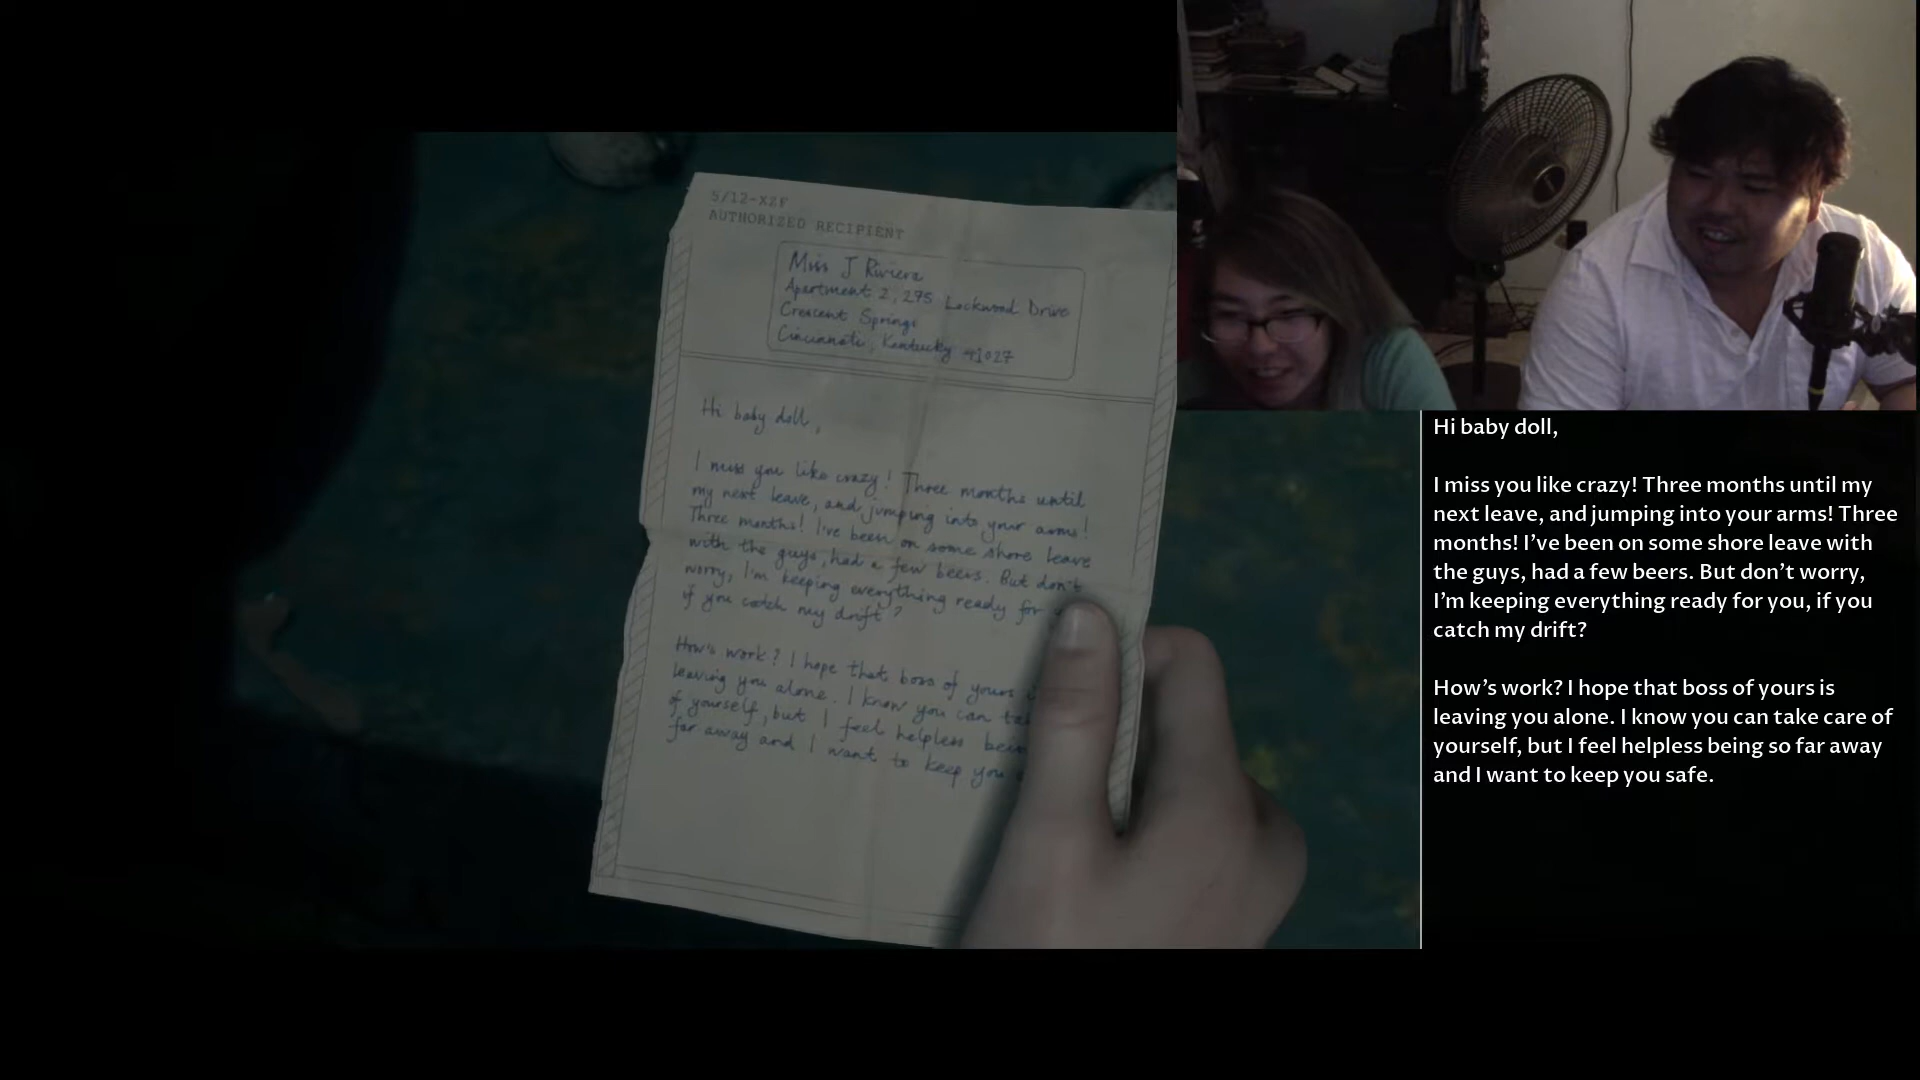 5/12-XZF
AUTHORIZED RECIPIENT
Miss J Riviera
Apartment 2, 295 Lockwood Drive
Crescent Springs
Cincinnati, Kentucky 41027
Hi baby doll,
I miss you like crazy! Three months until
my next leave, and jumping into your arms!
Three months! I've been on some shore leave
with the guys, had a few beers. But don't
worry, I'm keeping everything ready for
if you catch my drift?
How's work? I hope that boss of yours
leaving you alone. I know you can
of yourself, but I feel helpless
far away and I want to keep you
Hi baby doll,
I miss you like crazy! Three months until my
next leave, and jumping into your arms! Three
months! I've been on some shore leave with
the guys, had a few beers. But don't worry,
I'm keeping everything ready for you, if you
catch my drift?
How's work? I hope that boss of yours is
leaving you alone. I know you can take care of
yourself, but I feel helpless being so far away
and I want to keep you safe.